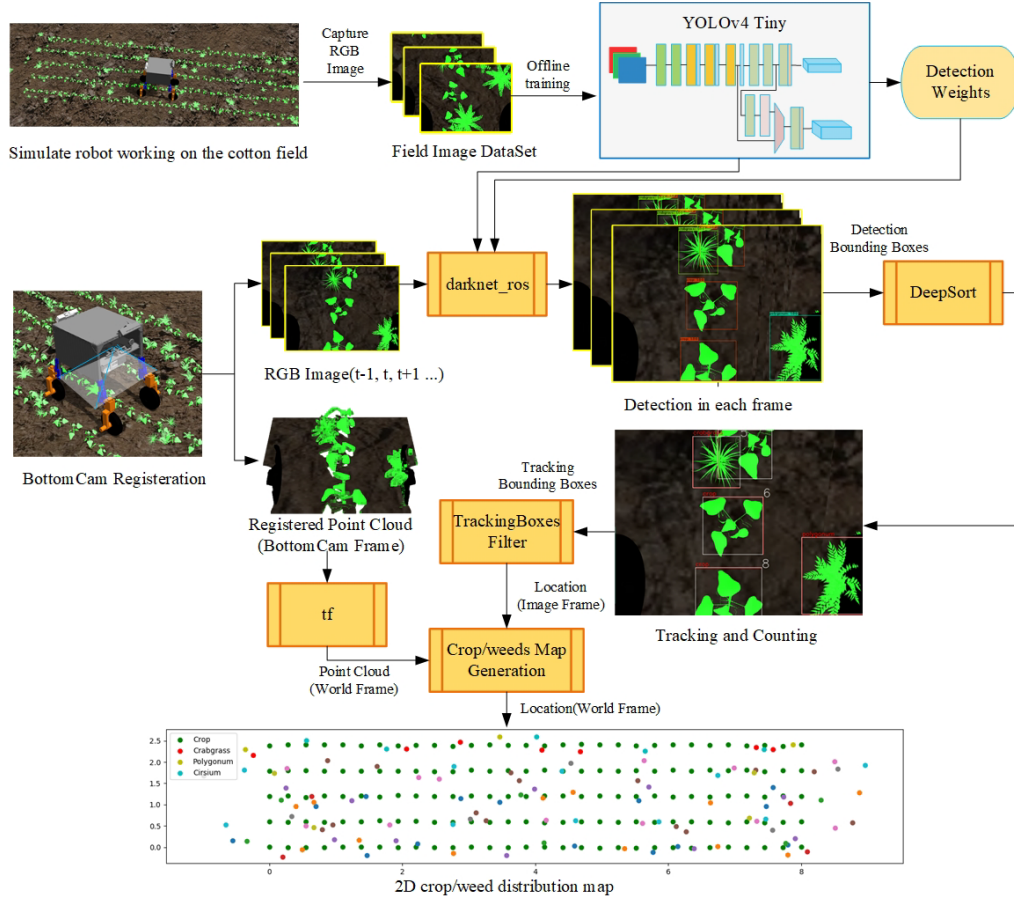 YOLOv4 Tiny
Capture
RGB
Image
Offline
training
Detection
Weights
Simulate robot working on the cotton field
Field Image DataSet
Detection
Bounding Boxes
darknet_ros
DeepSort
RGB Image(t-1, t, t+1 ...)
Detection in each frame
BottomCam Registeration
Registered Point Cloud
(BottomCam Frame)
Tracking
Bounding Boxes
TrackingBoxes
Filter
6
8
Location
(Image Frame)
tf
Tracking and Counting
Crop/weeds Map
Generation
Point Cloud
(World Frame)
Location(World Frame)
Crop
Crabgrass
Polygonum
Cirsium
2.5
2.0
1.5
1.0
0.5
0.0
0 2 4 6 8
2D crop/weed distribution map